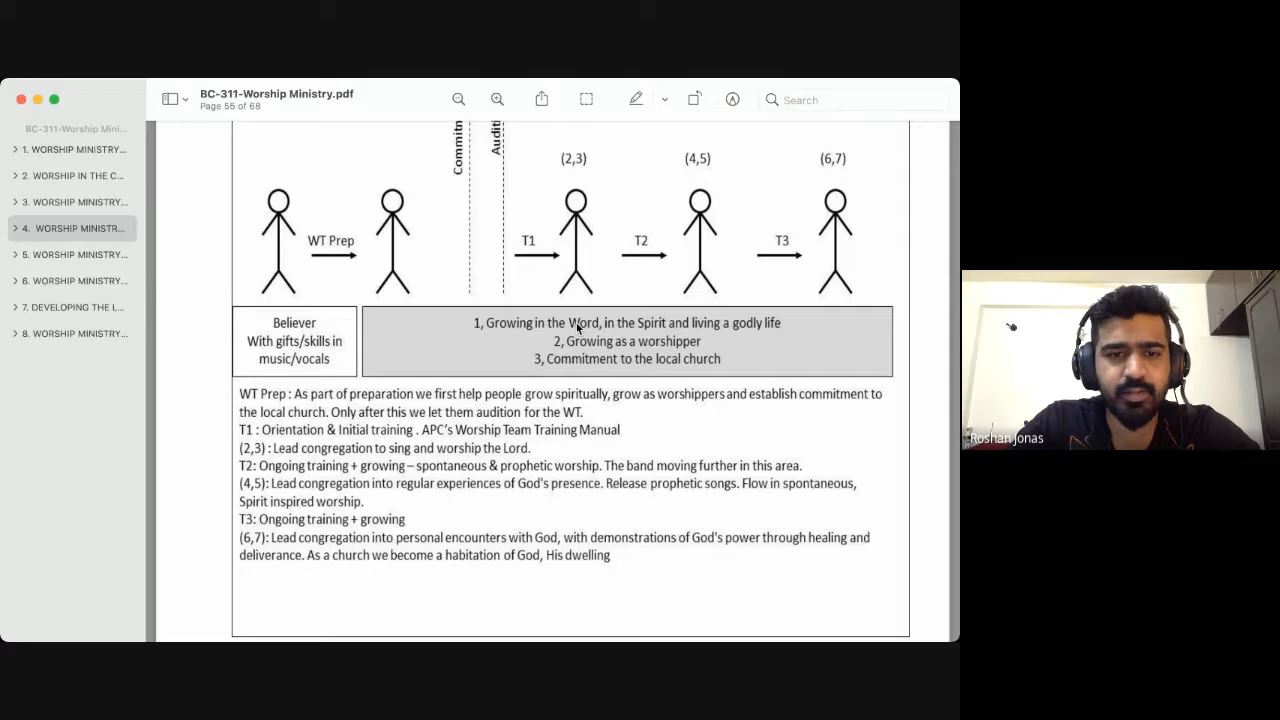 BC-311-Worship Ministry.pdf
Page 55 of 68
Search
BC-311-Worship Mini...
1. WORSHIP MINISTRY...
2. WORSHIP IN THE C...
3. WORSHIP MINISTRY...
4. WORSHIP MINISTR...
5. WORSHIP MINISTRY...
6. WORSHIP MINISTRY...
7. DEVELOPING THE L...
8. WORSHIP MINISTRY...
Commitn
Auditi
(2,3)
(4,5)
(6,7)
WT Prep
T1
T2
T3
Believer
With gifts/skills in
music/vocals
1, Growing in the Word, in the Spirit and living a godly life
2, Growing as a worshipper
3, Commitment to the local church
WT Prep : As part of preparation we first help people grow spiritually, grow as worshippers and establish commitment to
the local church. Only after this we let them audition for the WT.
T1 : Orientation & Initial training . APC's Worship Team Training Manual
(2,3) : Lead congregation to sing and worship the Lord.
T2: Ongoing training + growing – spontaneous & prophetic worship. The band moving further in this area.
(4,5): Lead congregation into regular experiences of God's presence. Release prophetic songs. Flow in spontaneous,
Spirit inspired worship.
T3: Ongoing training + growing
(6,7): Lead congregation into personal encounters with God, with demonstrations of God's power through healing and
deliverance. As a church we become a habitation of God, His dwelling
Roshan Jonas